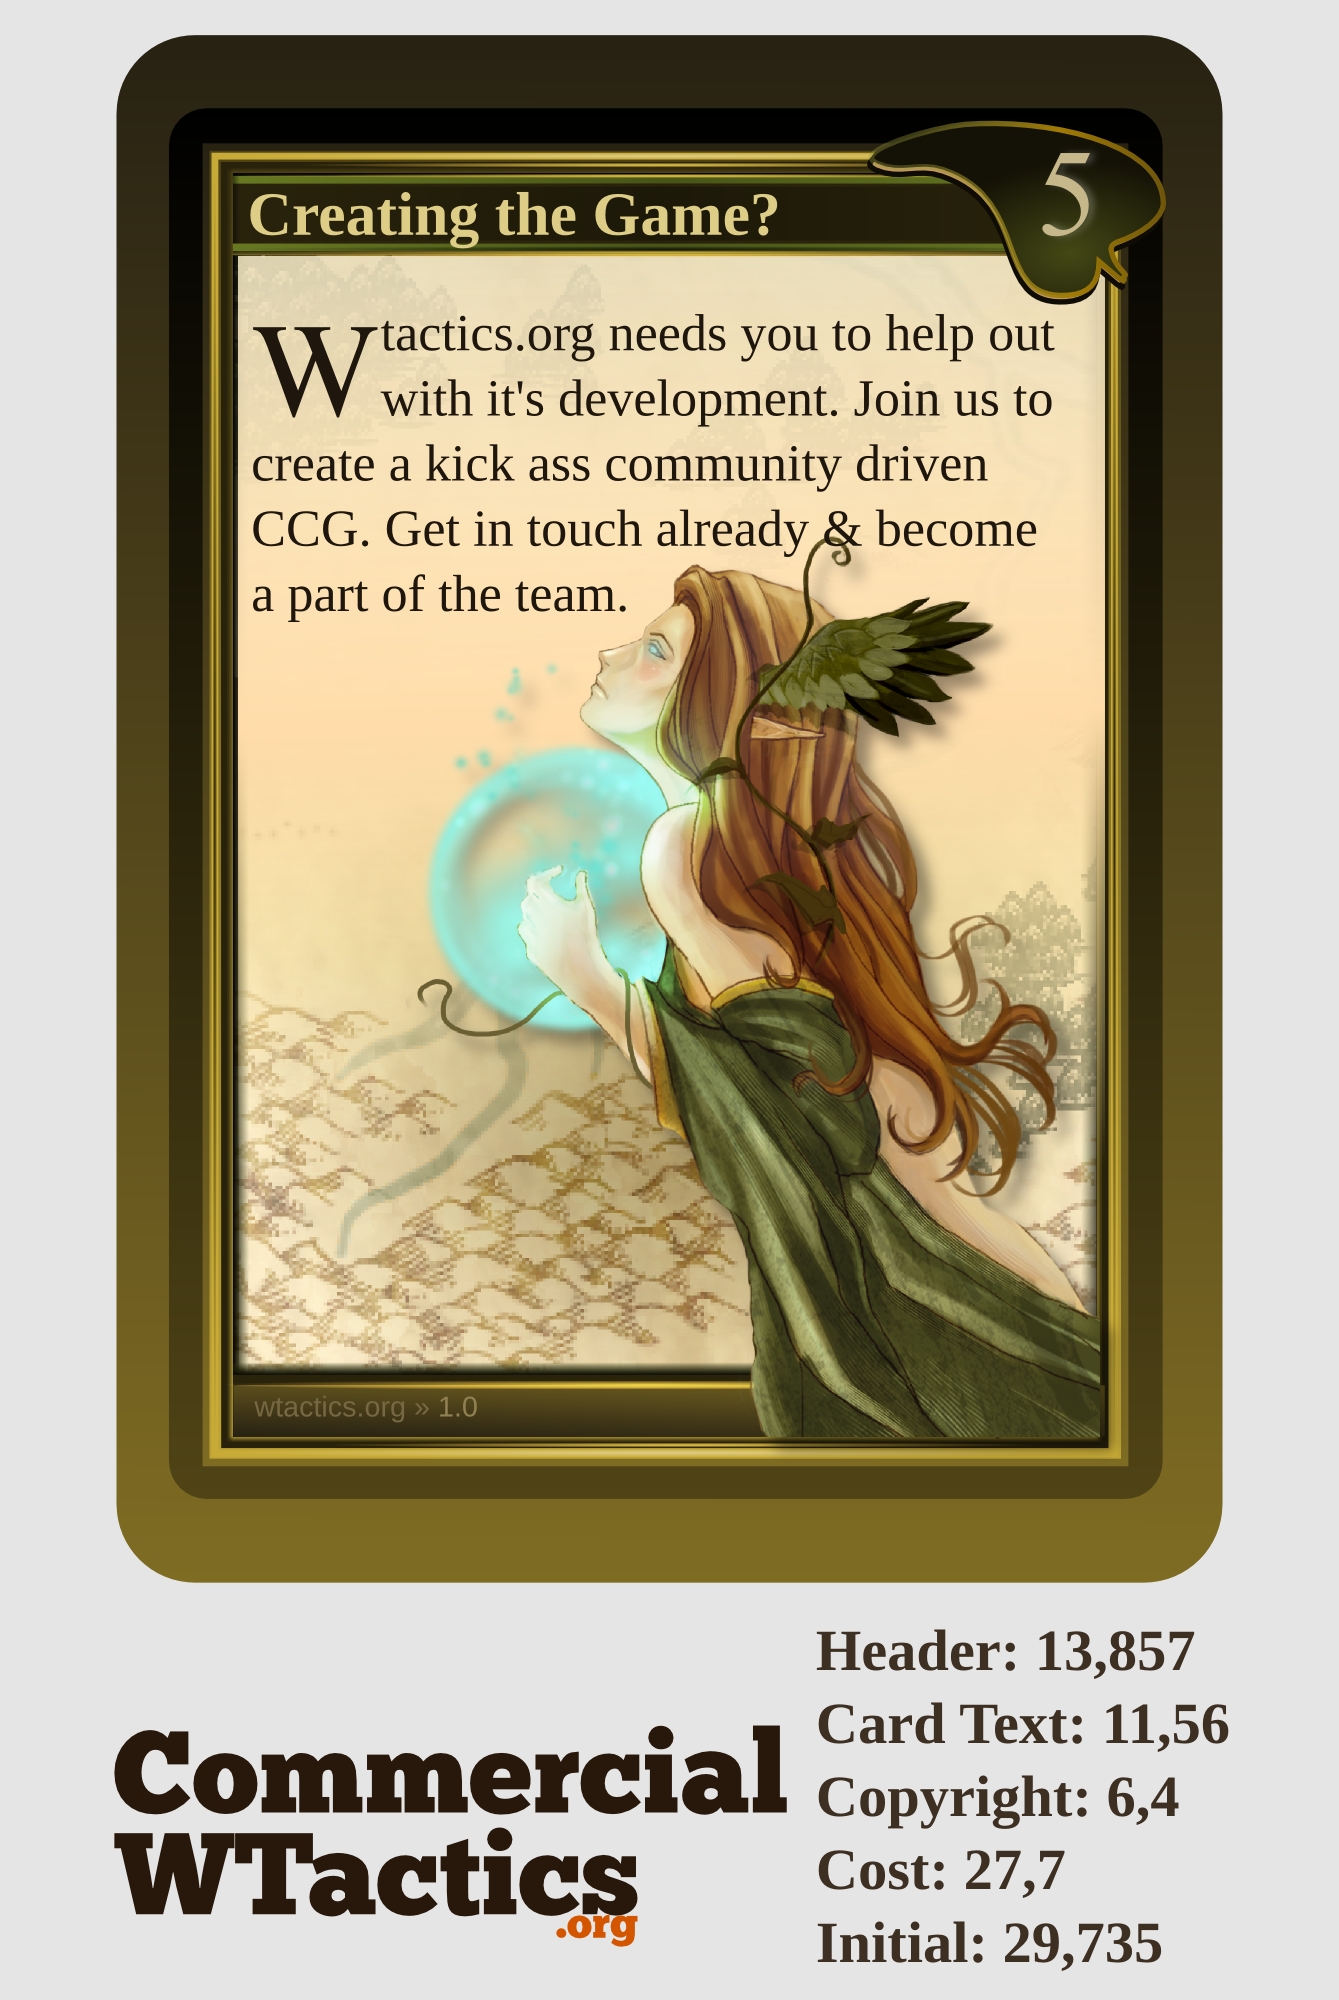 Creating the Game?
5
Wtactics.org needs you to help out
with it's development. Join us to
create a kick ass community driven
CCG. Get in touch already & become
a part of the team.
wtactics.org » 1.0
Commercial
WTactics
.org
Header: 13,857
Card Text: 11,56
Copyright: 6,4
Cost: 27,7
Initial: 29,735